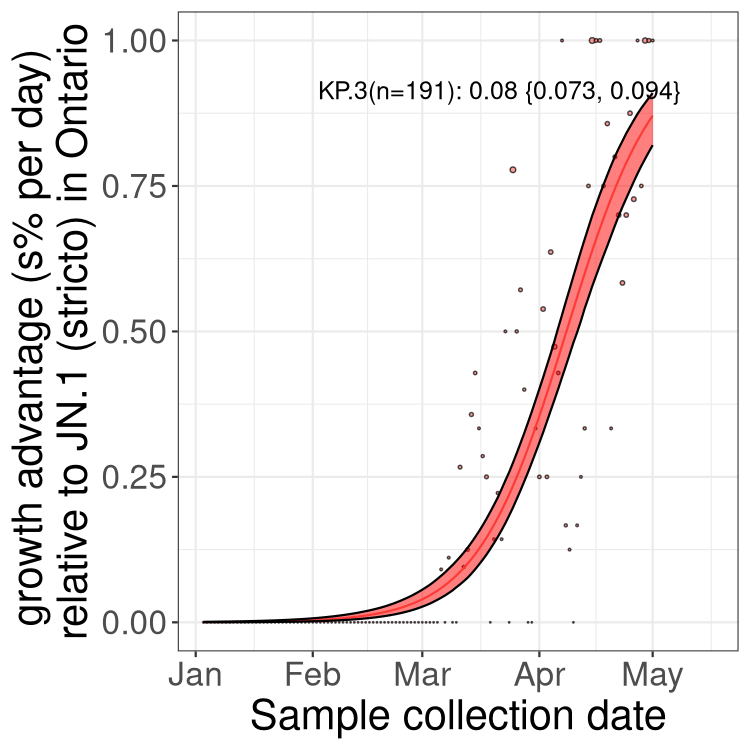 growth advantage (s% per day)
relative to JN.1 (stricto) in Ontario
1.00
0.75
0.50
0.25
0.00
KP.3(n=191): 0.08 {0.073, 0.094}
Jan Feb Mar Apr May
Sample collection date